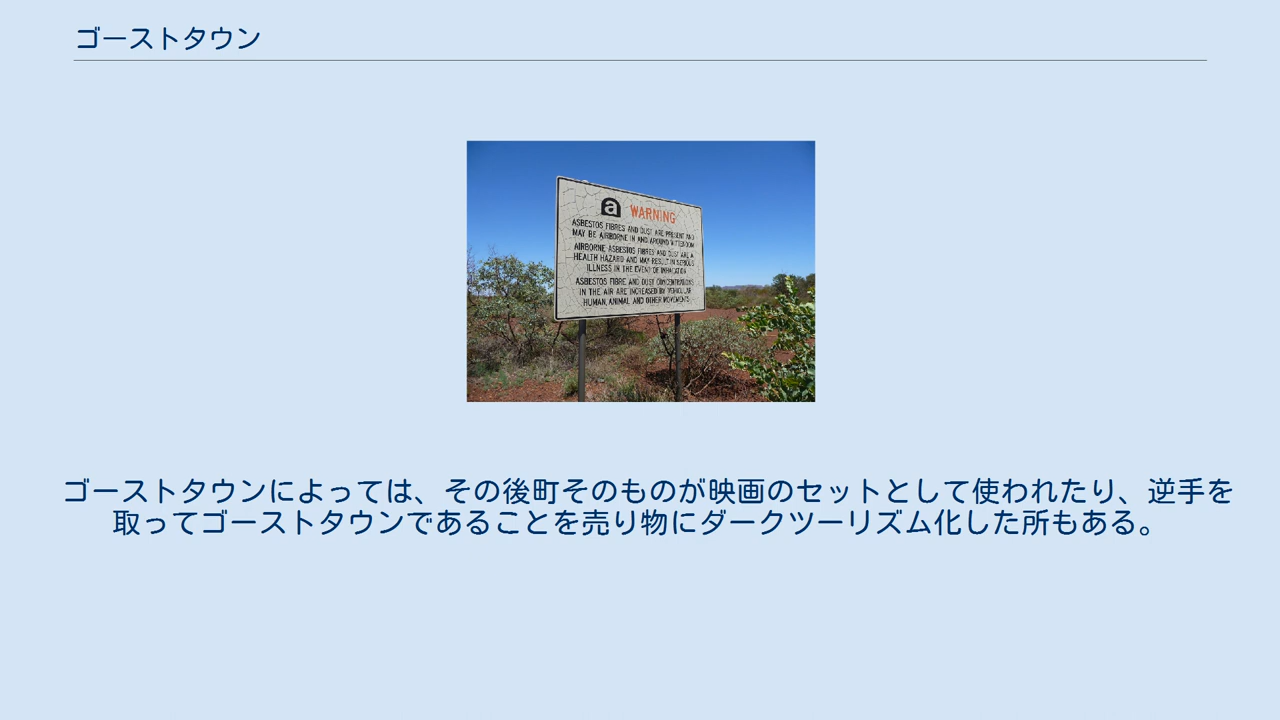 ゴーストタウン
a WARNING
ASBESTOS FIBRES AND DUST ARE PRESENT AND
MAY BE AIRBORNE IN AND AROUND WITTENOOM
AIRBORNE ASBESTOS FIBRES AND DUST ARE A
HEALTH HAZARD AND MAY RESULT IN SERIOUS
ILLNESS IN THE EVENT OF INHALATION
ASBESTOS FIBRE AND DUST CONCENTRATIONS
IN THE AIR ARE INCREASED BY VEHICULAR
HUMAN, ANIMAL AND OTHER MOVEMENTS
ゴーストタウンによっては、その後町そのものが映画のセットとして使われたり、逆手を
取ってゴーストタウンであることを売り物にダークツーリズム化した所もある。